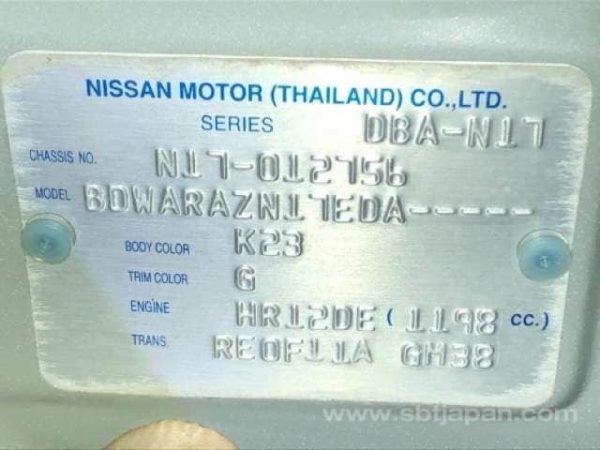 NISSAN MOTOR (THAILAND) CO.,LTD.
SERIES DBA-N17
CHASSIS NO. N17-012756
MODEL BDWARAZN17EDA-----
BODY COLOR K23
TRIM COLOR G
ENGINE HR12DE ( 1198 CC.)
TRANS. RE0F11A GH38
www.sbtjapan.com